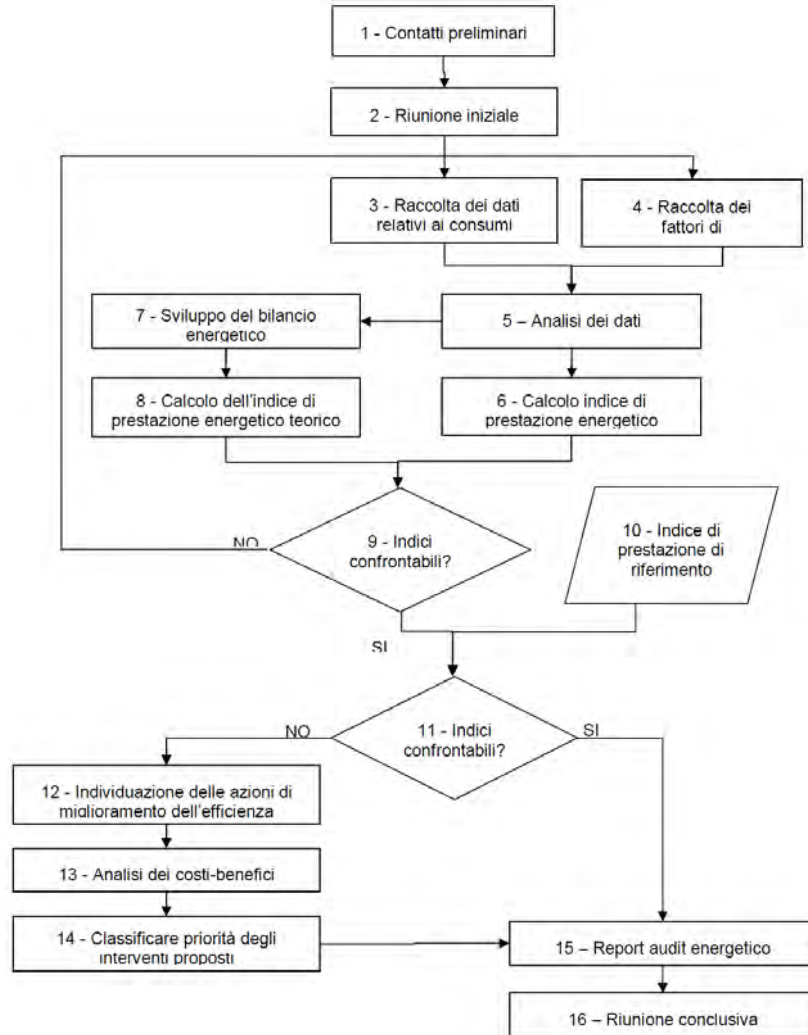 1 - Contatti preliminari
2 - Riunione iniziale
3 - Raccolta dei dati
relativi ai consumi
4 - Raccolta dei
fattori di
7 - Sviluppo del bilancio
energetico
5 – Analisi dei dati
8 - Calcolo dell'indice di
prestazione energetico teorico
6 - Calcolo indice di
prestazione energetico
NO
9 - Indici
confrontabili?
10 - Indice di
prestazione di
riferimento
SI
NO
11 - Indici
confrontabili?
SI
12 - Individuazione delle azioni di
miglioramento dell'efficienza
13 - Analisi dei costi-benefici
14 - Classificare priorità degli
interventi proposti
15 – Report audit energetico
16 – Riunione conclusiva